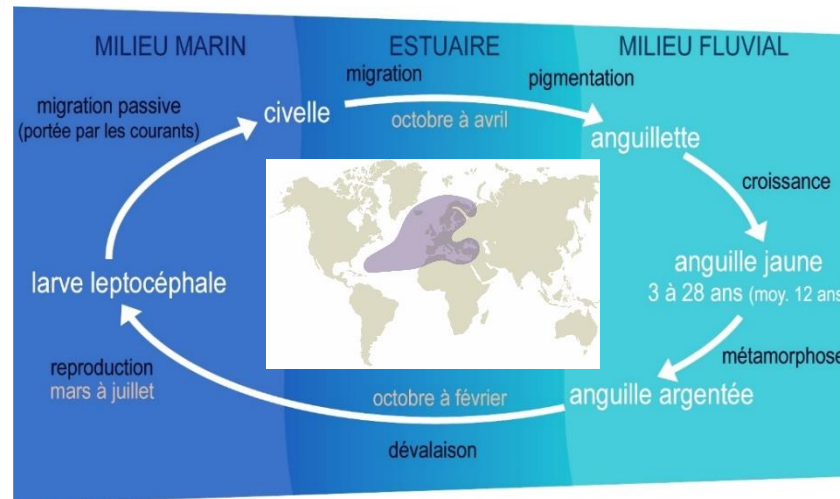 MILIEU MARIN
ESTUAIRE
MILIEU FLUVIAL
migration
pigmentation
migration passive
(portée par les courants)
civelle
octobre à avril
anguillette
croissance
larve leptocéphale
anguille jaune
3 à 28 ans (moy. 12 ans
métamorphose
reproduction
mars à juillet
octobre à février
anguille argentée
dévalaison